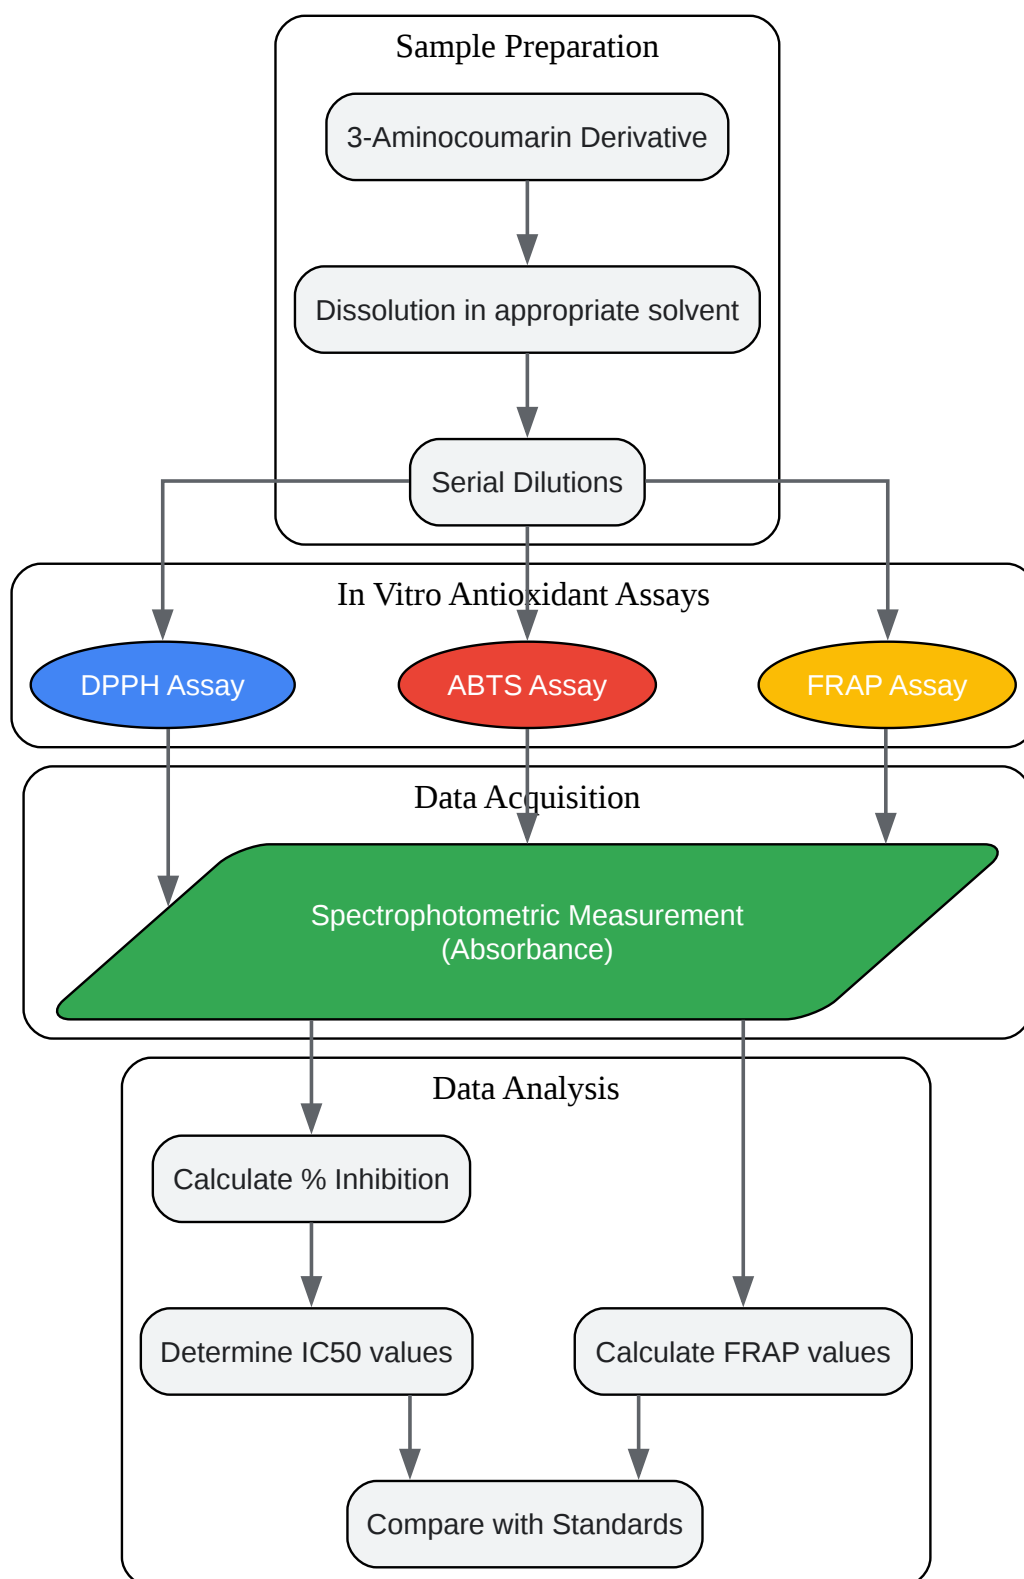 Sample Preparation
3-Aminocoumarin Derivative
Dissolution in appropriate solvent
Serial Dilutions
In Vitro Antioxidant Assays
DPPH Assay
ABTS Assay
FRAP Assay
Data Acquisition
Spectrophotometric Measurement
(Absorbance)
Data Analysis
Calculate % Inhibition
Determine IC50 values
Calculate FRAP values
Compare with Standards